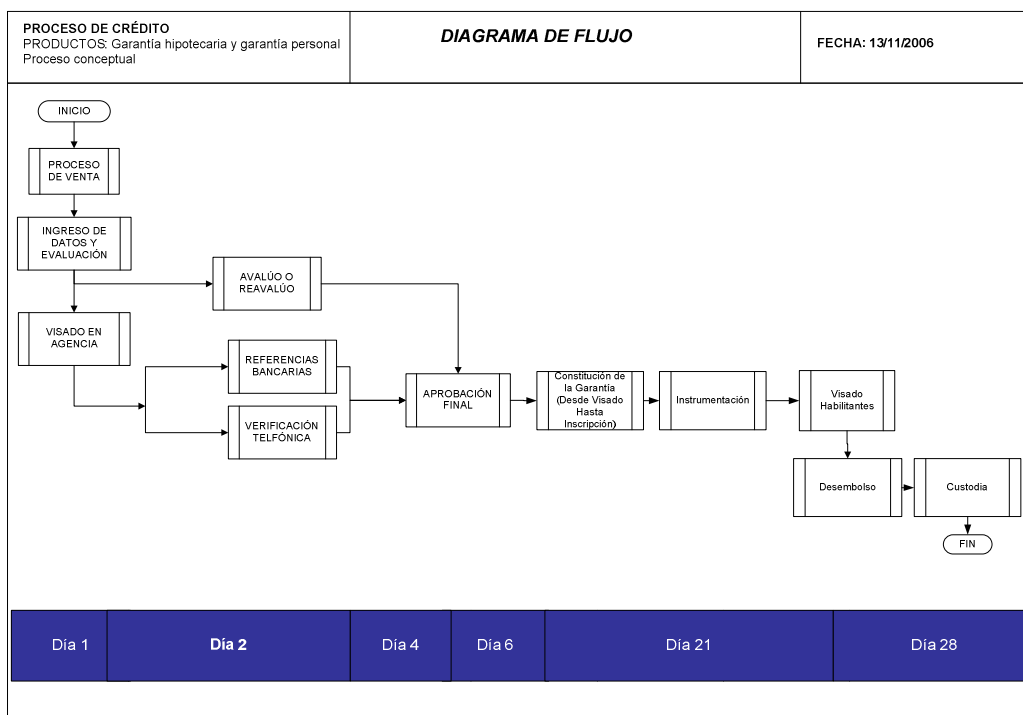 PROCESO DE CRÉDITO
PRODUCTOS: Garantía hipotecaria y garantía personal
Proceso conceptual
DIAGRAMA DE FLUJO
FECHA: 13/11/2006
INICIO
PROCESO
DE VENTA
INGRESO DE
DATOS Y
EVALUACIÓN
AVALÚO O
REAVALÚO
VISADO EN
AGENCIA
REFERENCIAS
BANCARIAS
VERIFICACIÓN
TELFÓNICA
APROBACIÓN
FINAL
Constitución de
la Garantía
(Desde Visado
Hasta
Inscripción)
Instrumentación
Visado
Habilitantes
Desembolso
Custodia
FIN
Día 1
Día 2
Día 4
Día 6
Día 21
Día 28